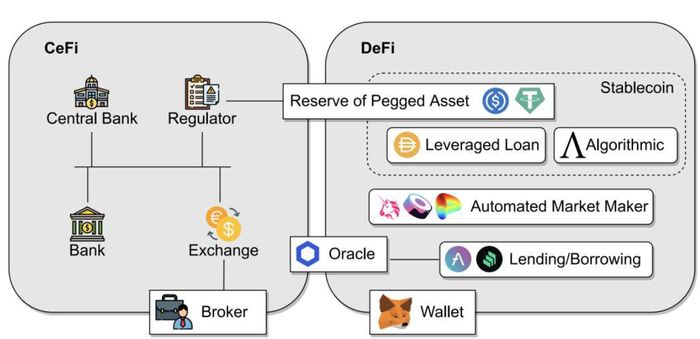 CeFi
Central Bank
Regulator
Bank
Exchange
Broker
DeFi
Stablecoin
Reserve of Pegged Asset
Leveraged Loan
Algorithmic
Automated Market Maker
Oracle
Lending/Borrowing
Wallet